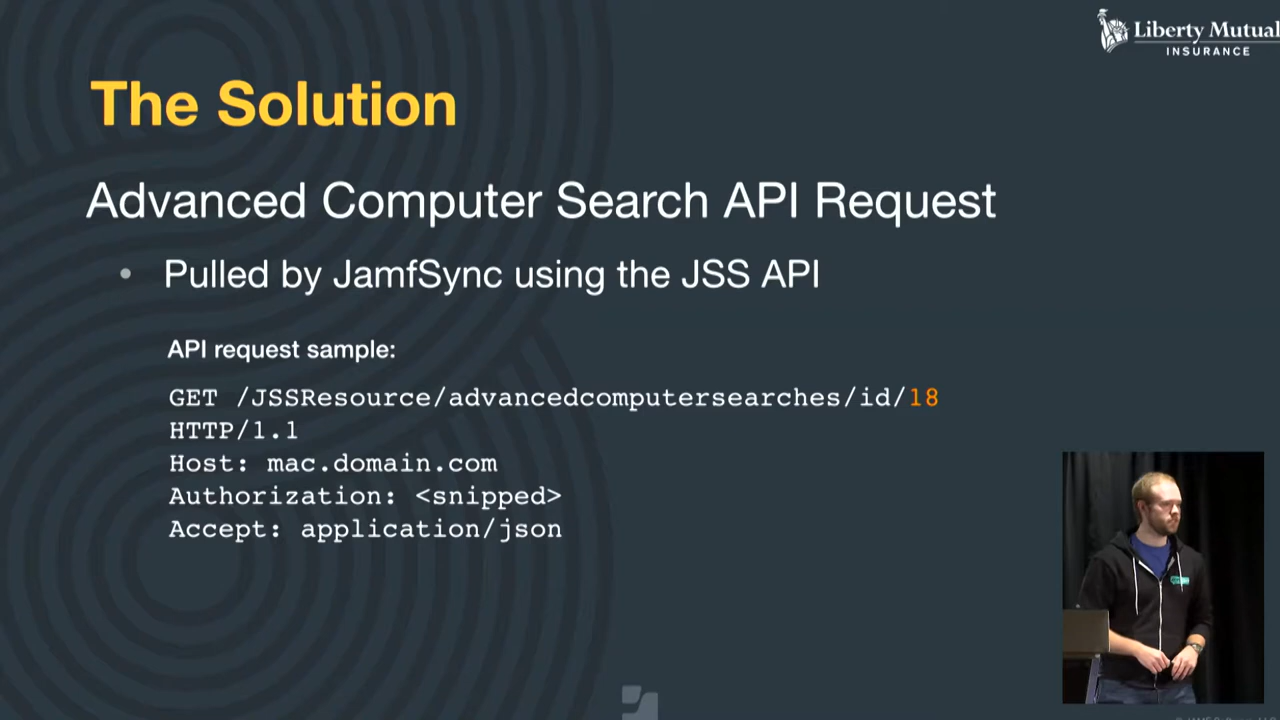 Liberty Mutual
INSURANCE
The Solution
Advanced Computer Search API Request
• Pulled by JamfSync using the JSS API
API request sample:
GET /JSSResource/advancedcomputersearches/id/18
HTTP/1.1
Host: mac.domain.com
Authorization: <snipped>
Accept: application/json